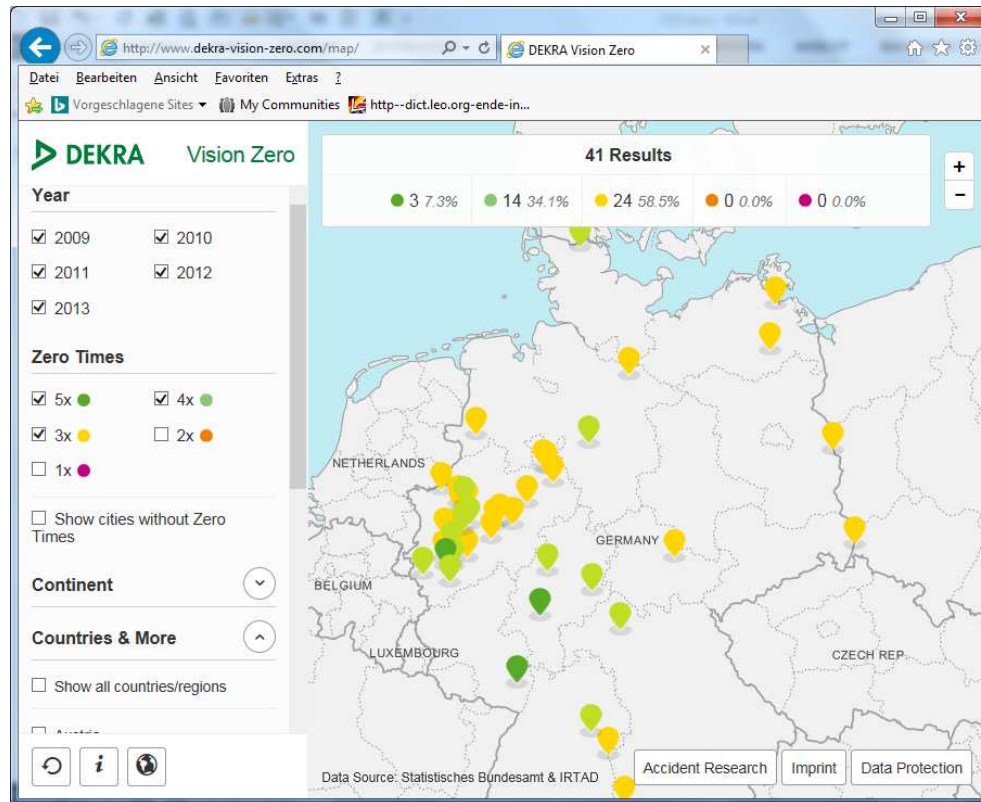 http://www.dekra-vision-zero.com/map/
DEKRA Vision Zero
Datei Bearbeiten Ansicht Favoriten Extras ?
Vorgeschlagene Sites My Communities http--dict.leo.org-ende-in...
DEKRA Vision Zero
Year
2009 2010
2011 2012
2013
Zero Times
5x 4x
3x 2x
1x
Show cities without Zero
Times
Continent
Countries & More
Show all countries/regions
i
41 Results
3 7.3% 14 34.1% 24 58.5% 0 0.0% 0 0.0%
+
−
NETHERLANDS
GERMANY
BELGIUM
LUXEMBOURG
CZECH REP.
Data Source: Statistisches Bundesamt & IRTAD
Accident Research Imprint Data Protection